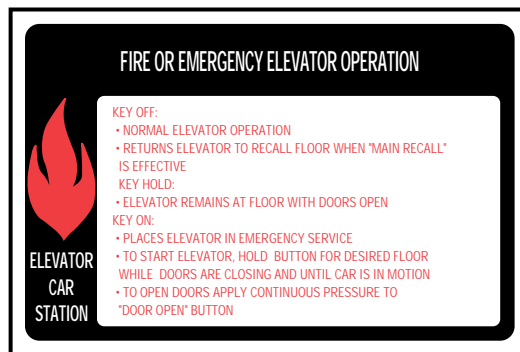 FIRE OR EMERGENCY ELEVATOR OPERATION
KEY OFF:
• NORMAL ELEVATOR OPERATION
• RETURNS ELEVATOR TO RECALL FLOOR WHEN "MAIN RECALL"
IS EFFECTIVE
KEY HOLD:
• ELEVATOR REMAINS AT FLOOR WITH DOORS OPEN
KEY ON:
• PLACES ELEVATOR IN EMERGENCY SERVICE
• TO START ELEVATOR, HOLD BUTTON FOR DESIRED FLOOR
WHILE DOORS ARE CLOSING AND UNTIL CAR IS IN MOTION
• TO OPEN DOORS APPLY CONTINUOUS PRESSURE TO
"DOOR OPEN" BUTTON
ELEVATOR
CAR
STATION